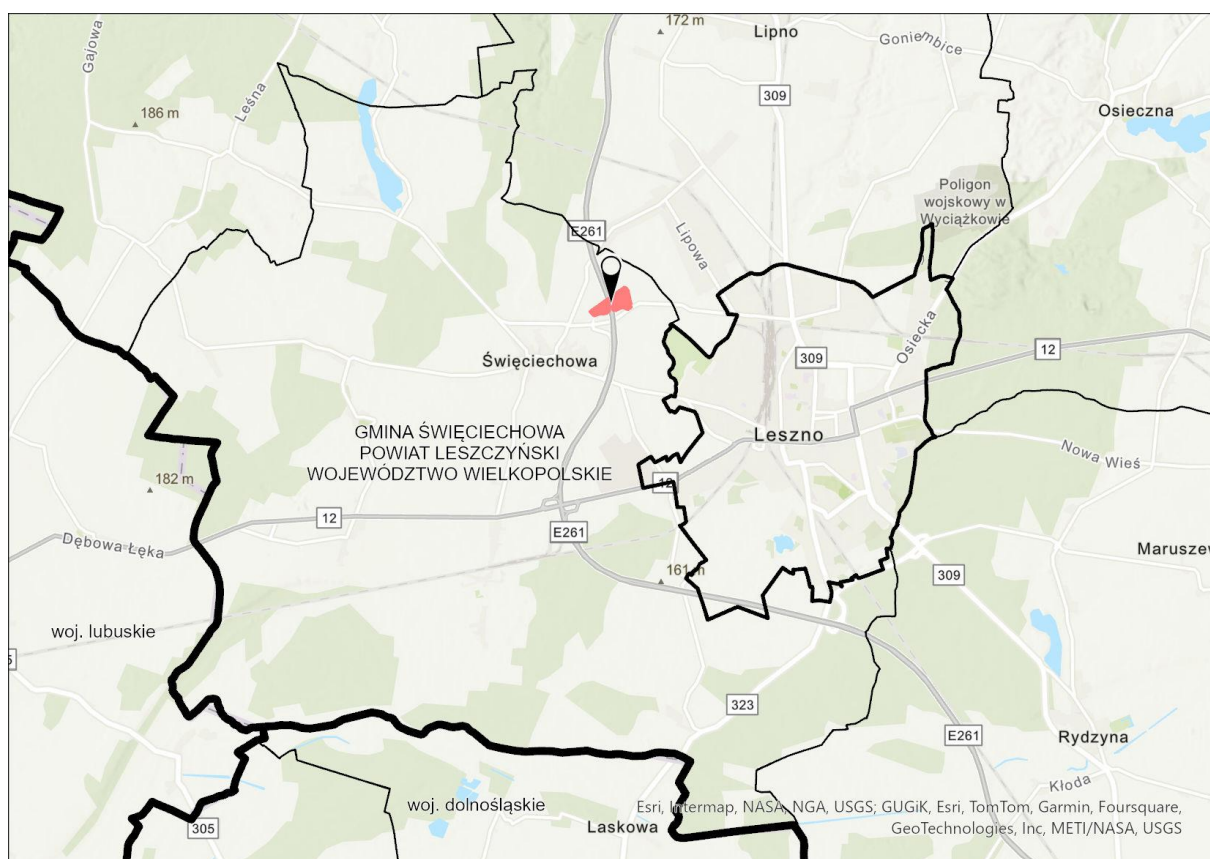 172 m
Lipno
Goniembice
Gajowa
309
Leśna
186 m
Osieczna
Poligon
wojskowy w
Wyciążkowie
Lipowa
E261
Osiecka
12
309
Święciechowa
Leszno
GMINA ŚWIĘCIECHOWA
POWIAT LESZCZYŃSKI
WOJEWÓDZTWO WIELKOPOLSKIE
Nowa Wieś
182 m
12
12
E261
Dębowa Łęka
161 m
309
woj. lubuskie
323
E261
Rydzyna
Kłoda
woj. dolnośląskie
305
Laskowa
Esri, Intermap, NASA, NGA, USGS; GUGiK, Esri, TomTom, Garmin, Foursquare,
GeoTechnologies, Inc, METI/NASA, USGS